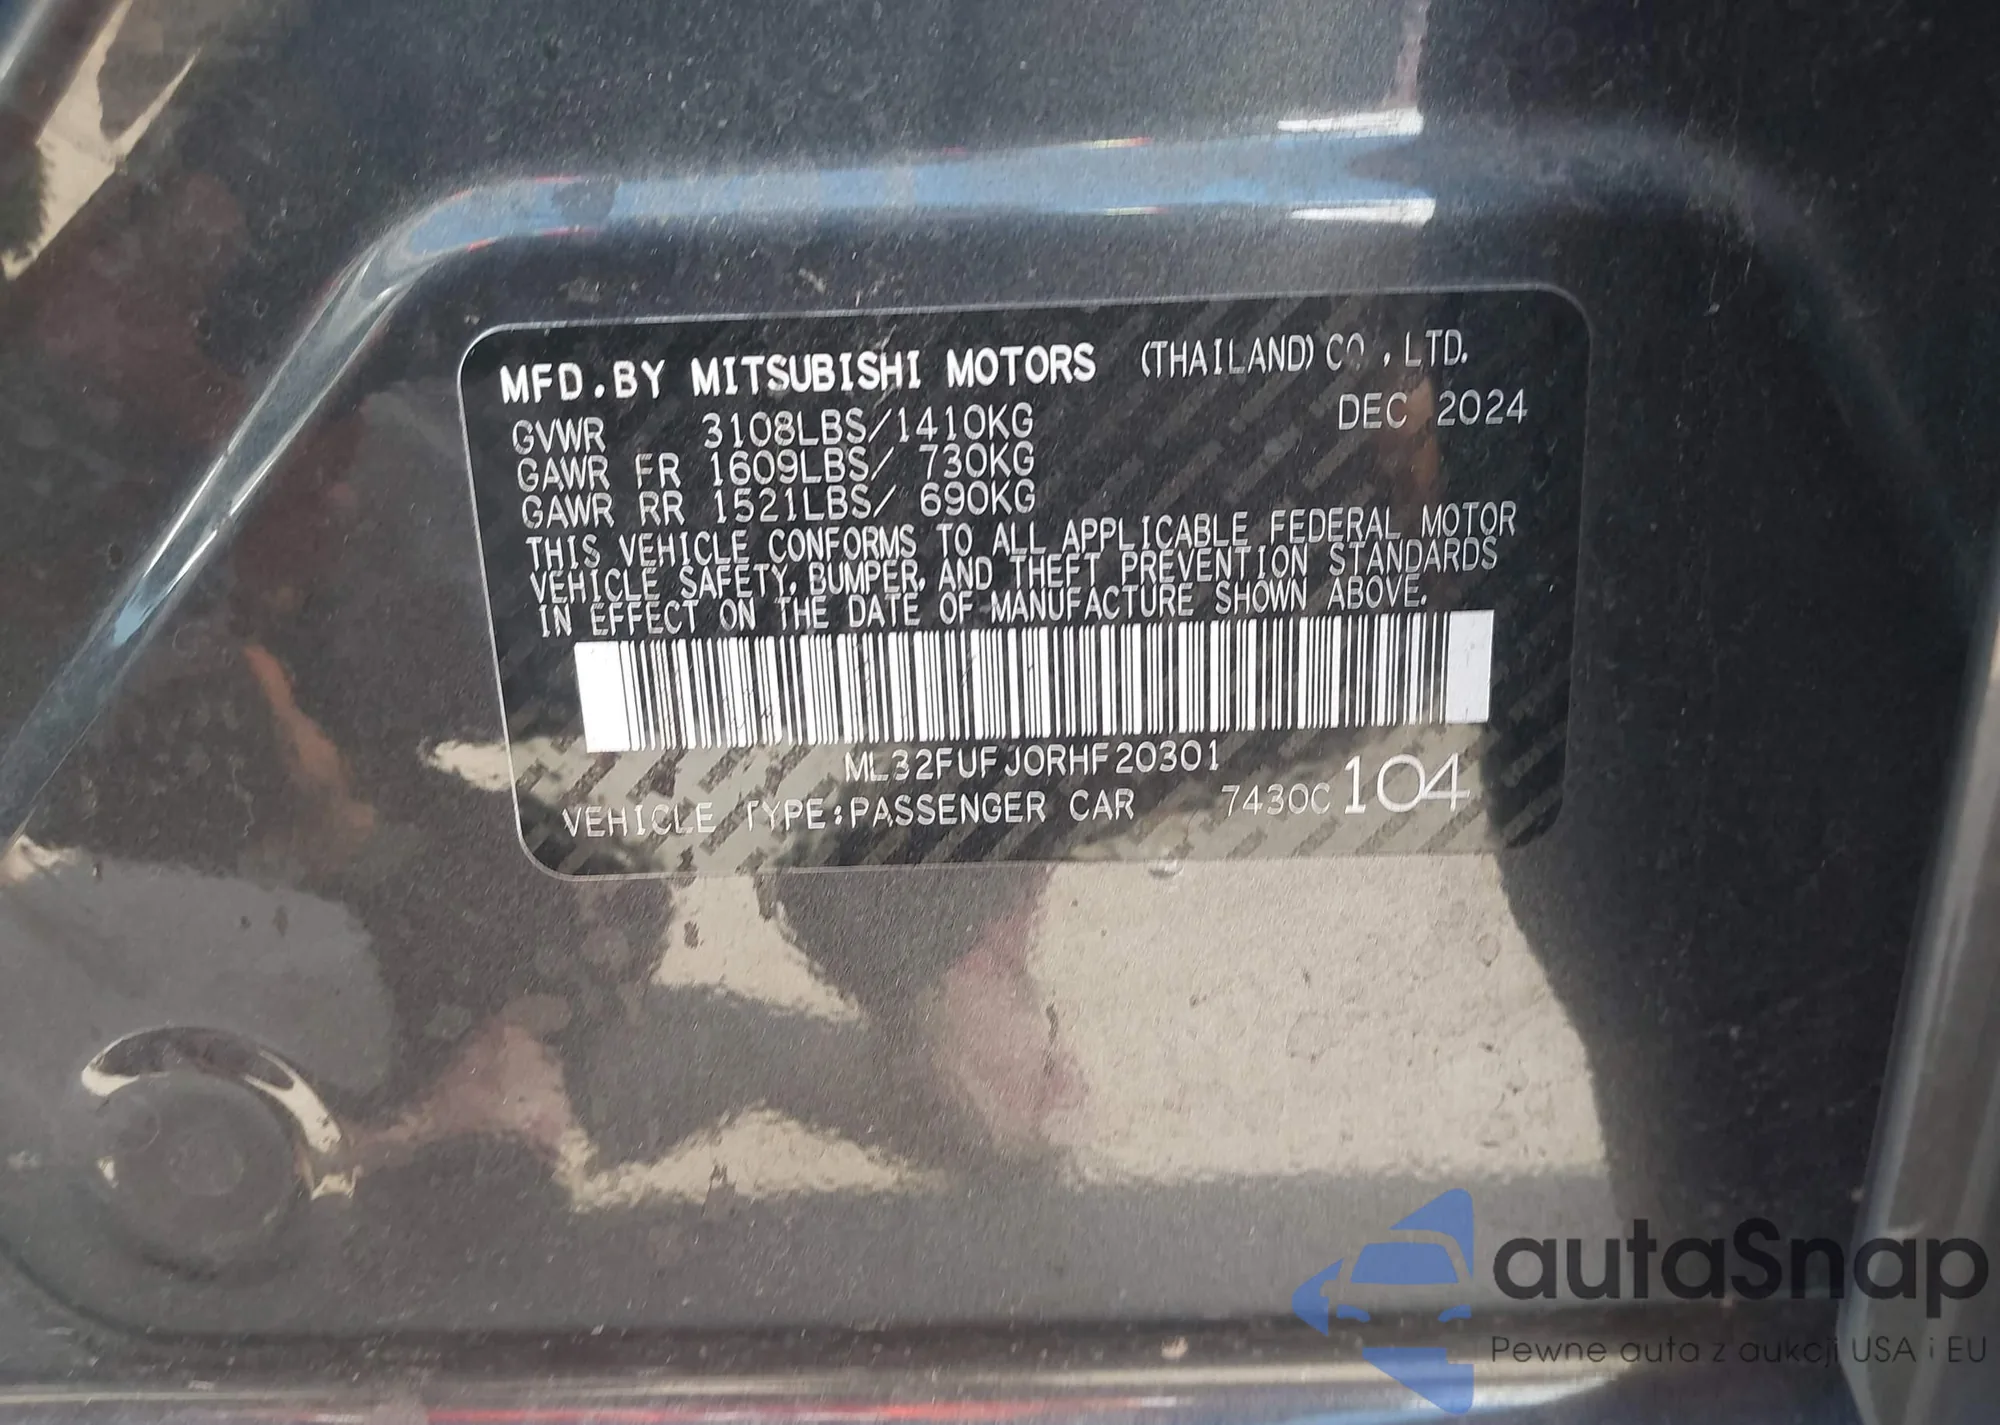 MFD.BY MITSUBISHI MOTORS (THAILAND) CO.,LTD.
DEC 2024
GVWR 3108LBS/1410KG
GAWR FR 1609LBS/ 730KG
GAWR RR 1521LBS/ 690KG
THIS VEHICLE CONFORMS TO ALL APPLICABLE FEDERAL MOTOR
VEHICLE SAFETY, BUMPER, AND THEFT PREVENTION STANDARDS
IN EFFECT ON THE DATE OF MANUFACTURE SHOWN ABOVE.
ML32FUFJ0RHF20301
VEHICLE TYPE:PASSENGER CAR 7430C 104
autaSnap
Pewne auta z aukcji USA i EU